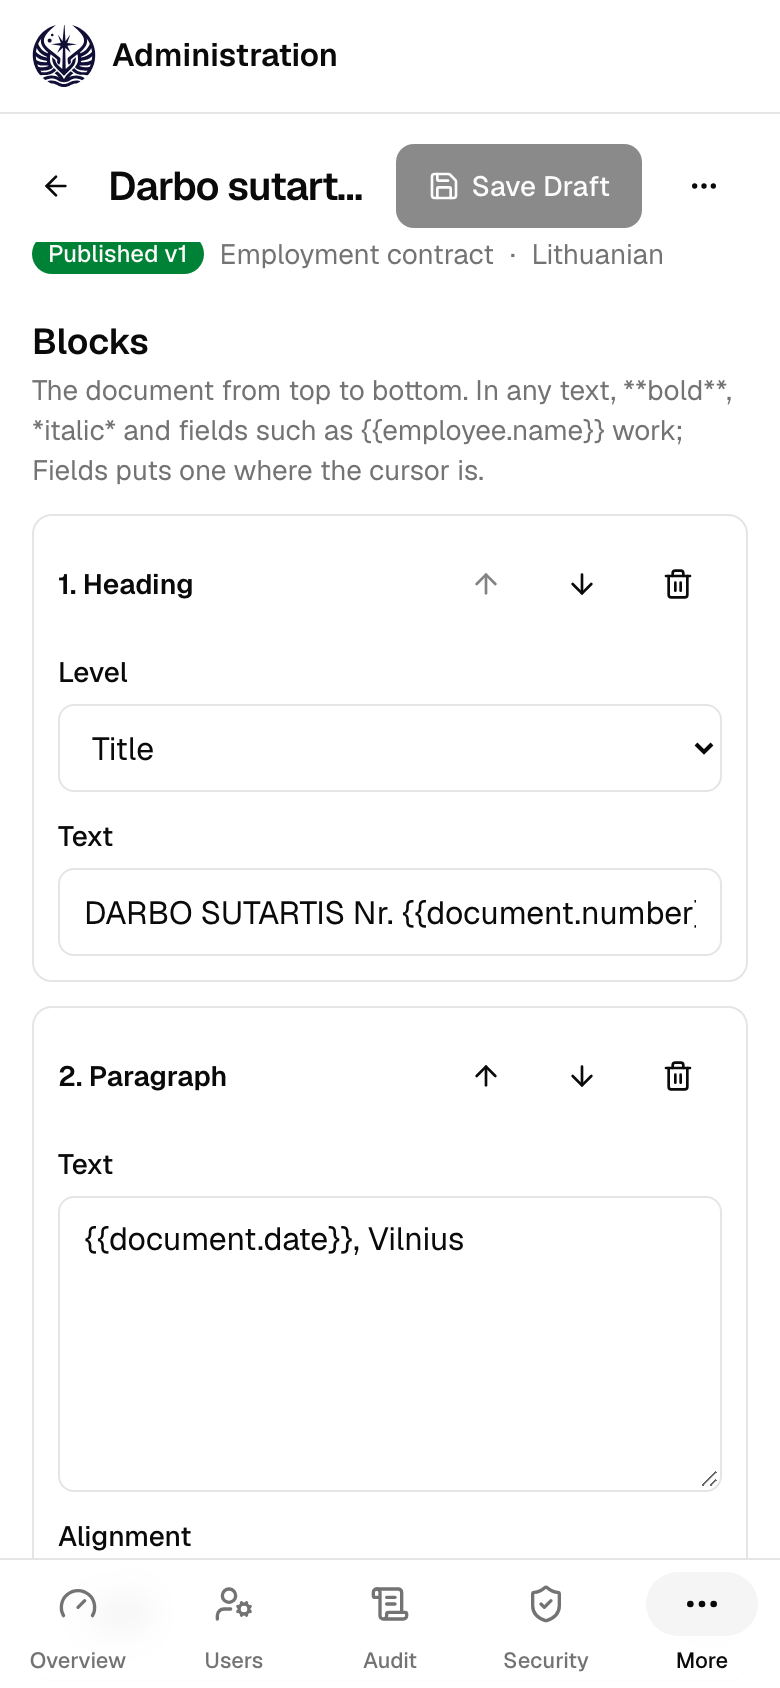 Administration
Darbo sutart...
Save Draft
Published v1 Employment contract · Lithuanian
Blocks
The document from top to bottom. In any text, **bold**,
*italic* and fields such as {{employee.name}} work;
Fields puts one where the cursor is.
1. Heading
Level
Title
Text
DARBO SUTARTIS Nr. {{document.number}
2. Paragraph
Text
{{document.date}}, Vilnius
Alignment
Overview Users Audit Security More